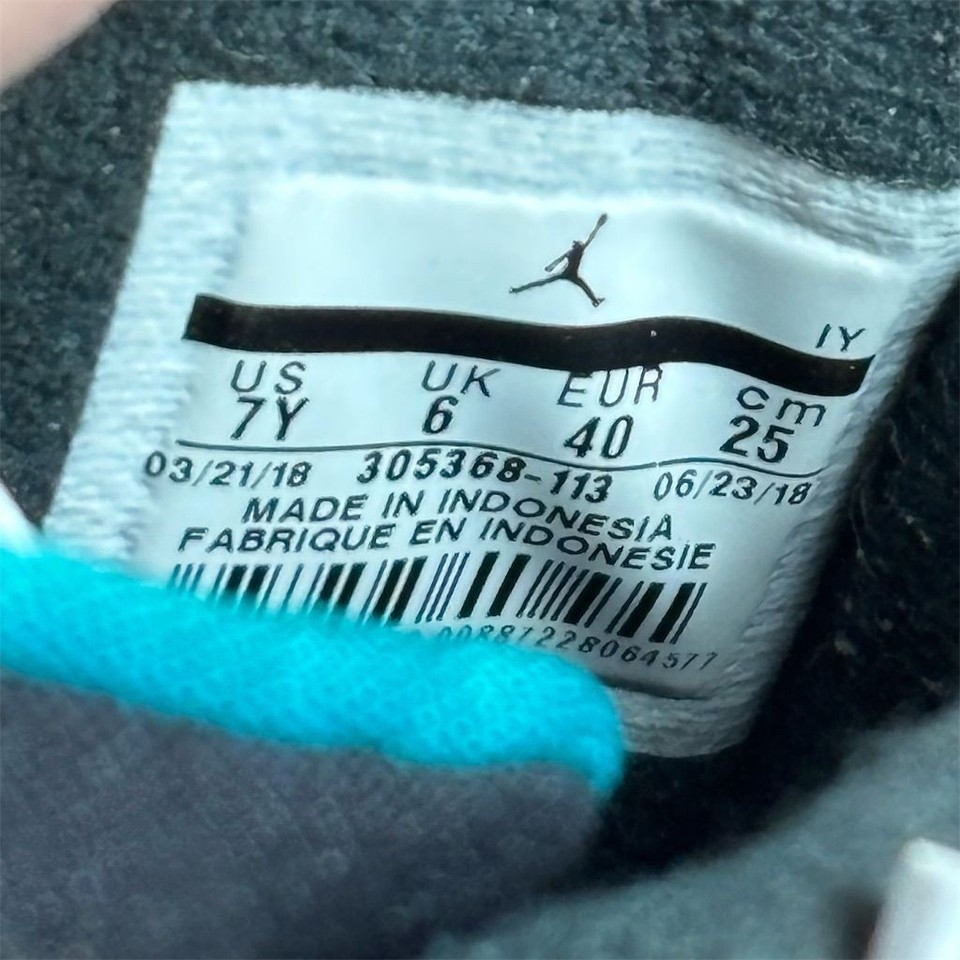 IY
US UK EUR cm
7Y 6 40 25
03/21/18 305368-113 06/23/18
MADE IN INDONESIA
FABRIQUE EN INDONESIE
00887228064577